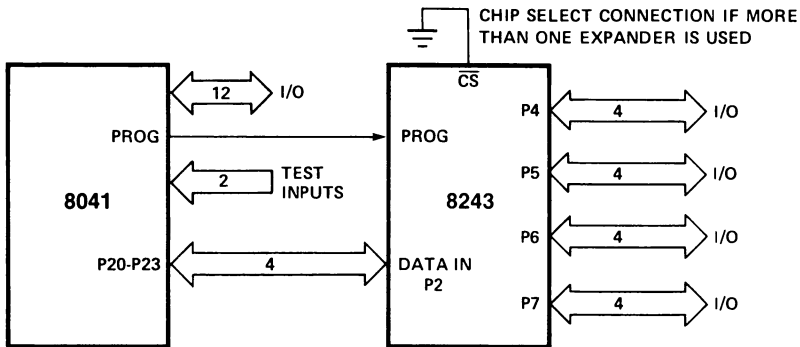 CHIP SELECT CONNECTION IF MORE
THAN ONE EXPANDER IS USED
CS
12
I/O
PROG
PROG
2
TEST
INPUTS
8041
P20-P23
4
DATA IN
P2
8243
P4
4
I/O
P5
4
I/O
P6
4
I/O
P7
4
I/O